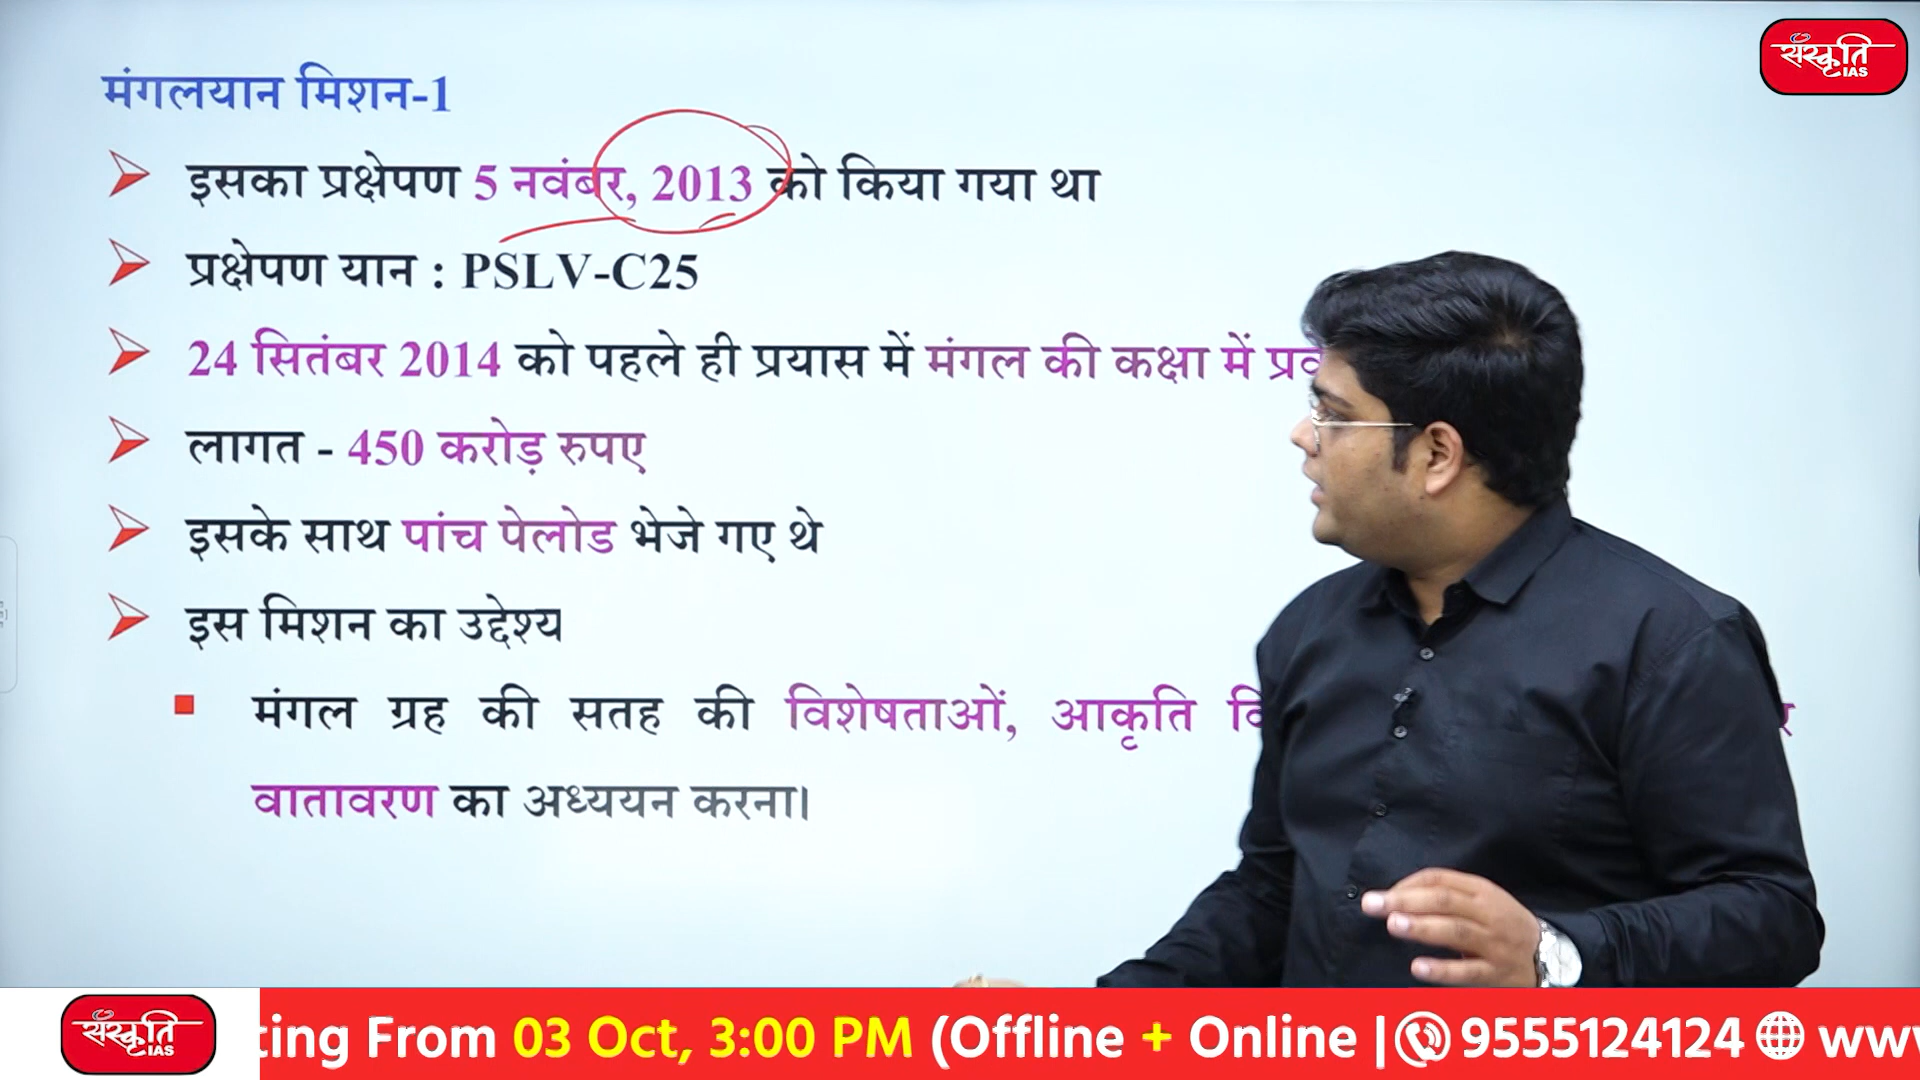 संस्कृति
IAS
मंगलयान मिशन-1
इसका प्रक्षेपण 5 नवंबर, 2013 को किया गया था
प्रक्षेपण यान : PSLV-C25
24 सितंबर 2014 को पहले ही प्रयास में मंगल की कक्षा में
लागत - 450 करोड़ रुपए
इसके साथ पांच पेलोड भेजे गए थे
इस मिशन का उद्देश्य
मंगल ग्रह की सतह की विशेषताओं, आकृति
वातावरण का अध्ययन करना।
संस्कृति
IAS
ting From 03 Oct, 3:00 PM (Offline + Online | 9555124124 www